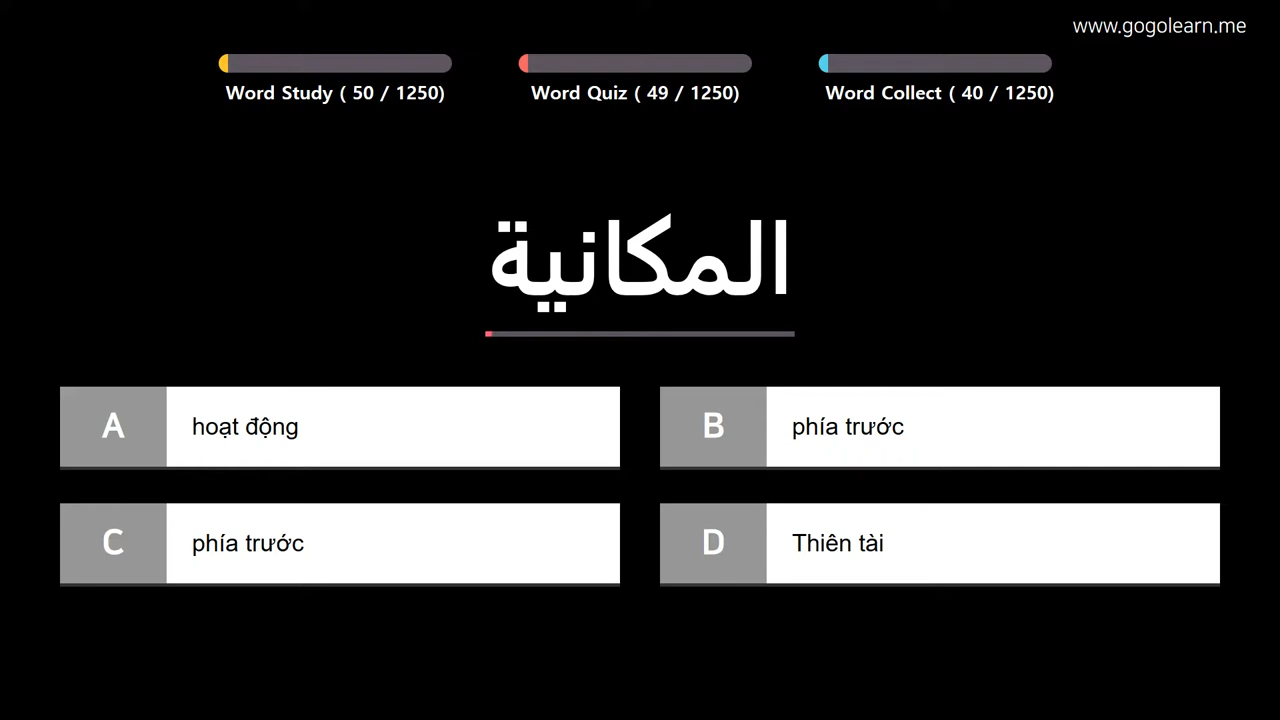 www.gogolearn.me
Word Study ( 50 / 1250)
Word Quiz ( 49 / 1250)
Word Collect ( 40 / 1250)
المكانية
A
hoạt động
B
phía trước
C
phía trước
D
Thiên tài